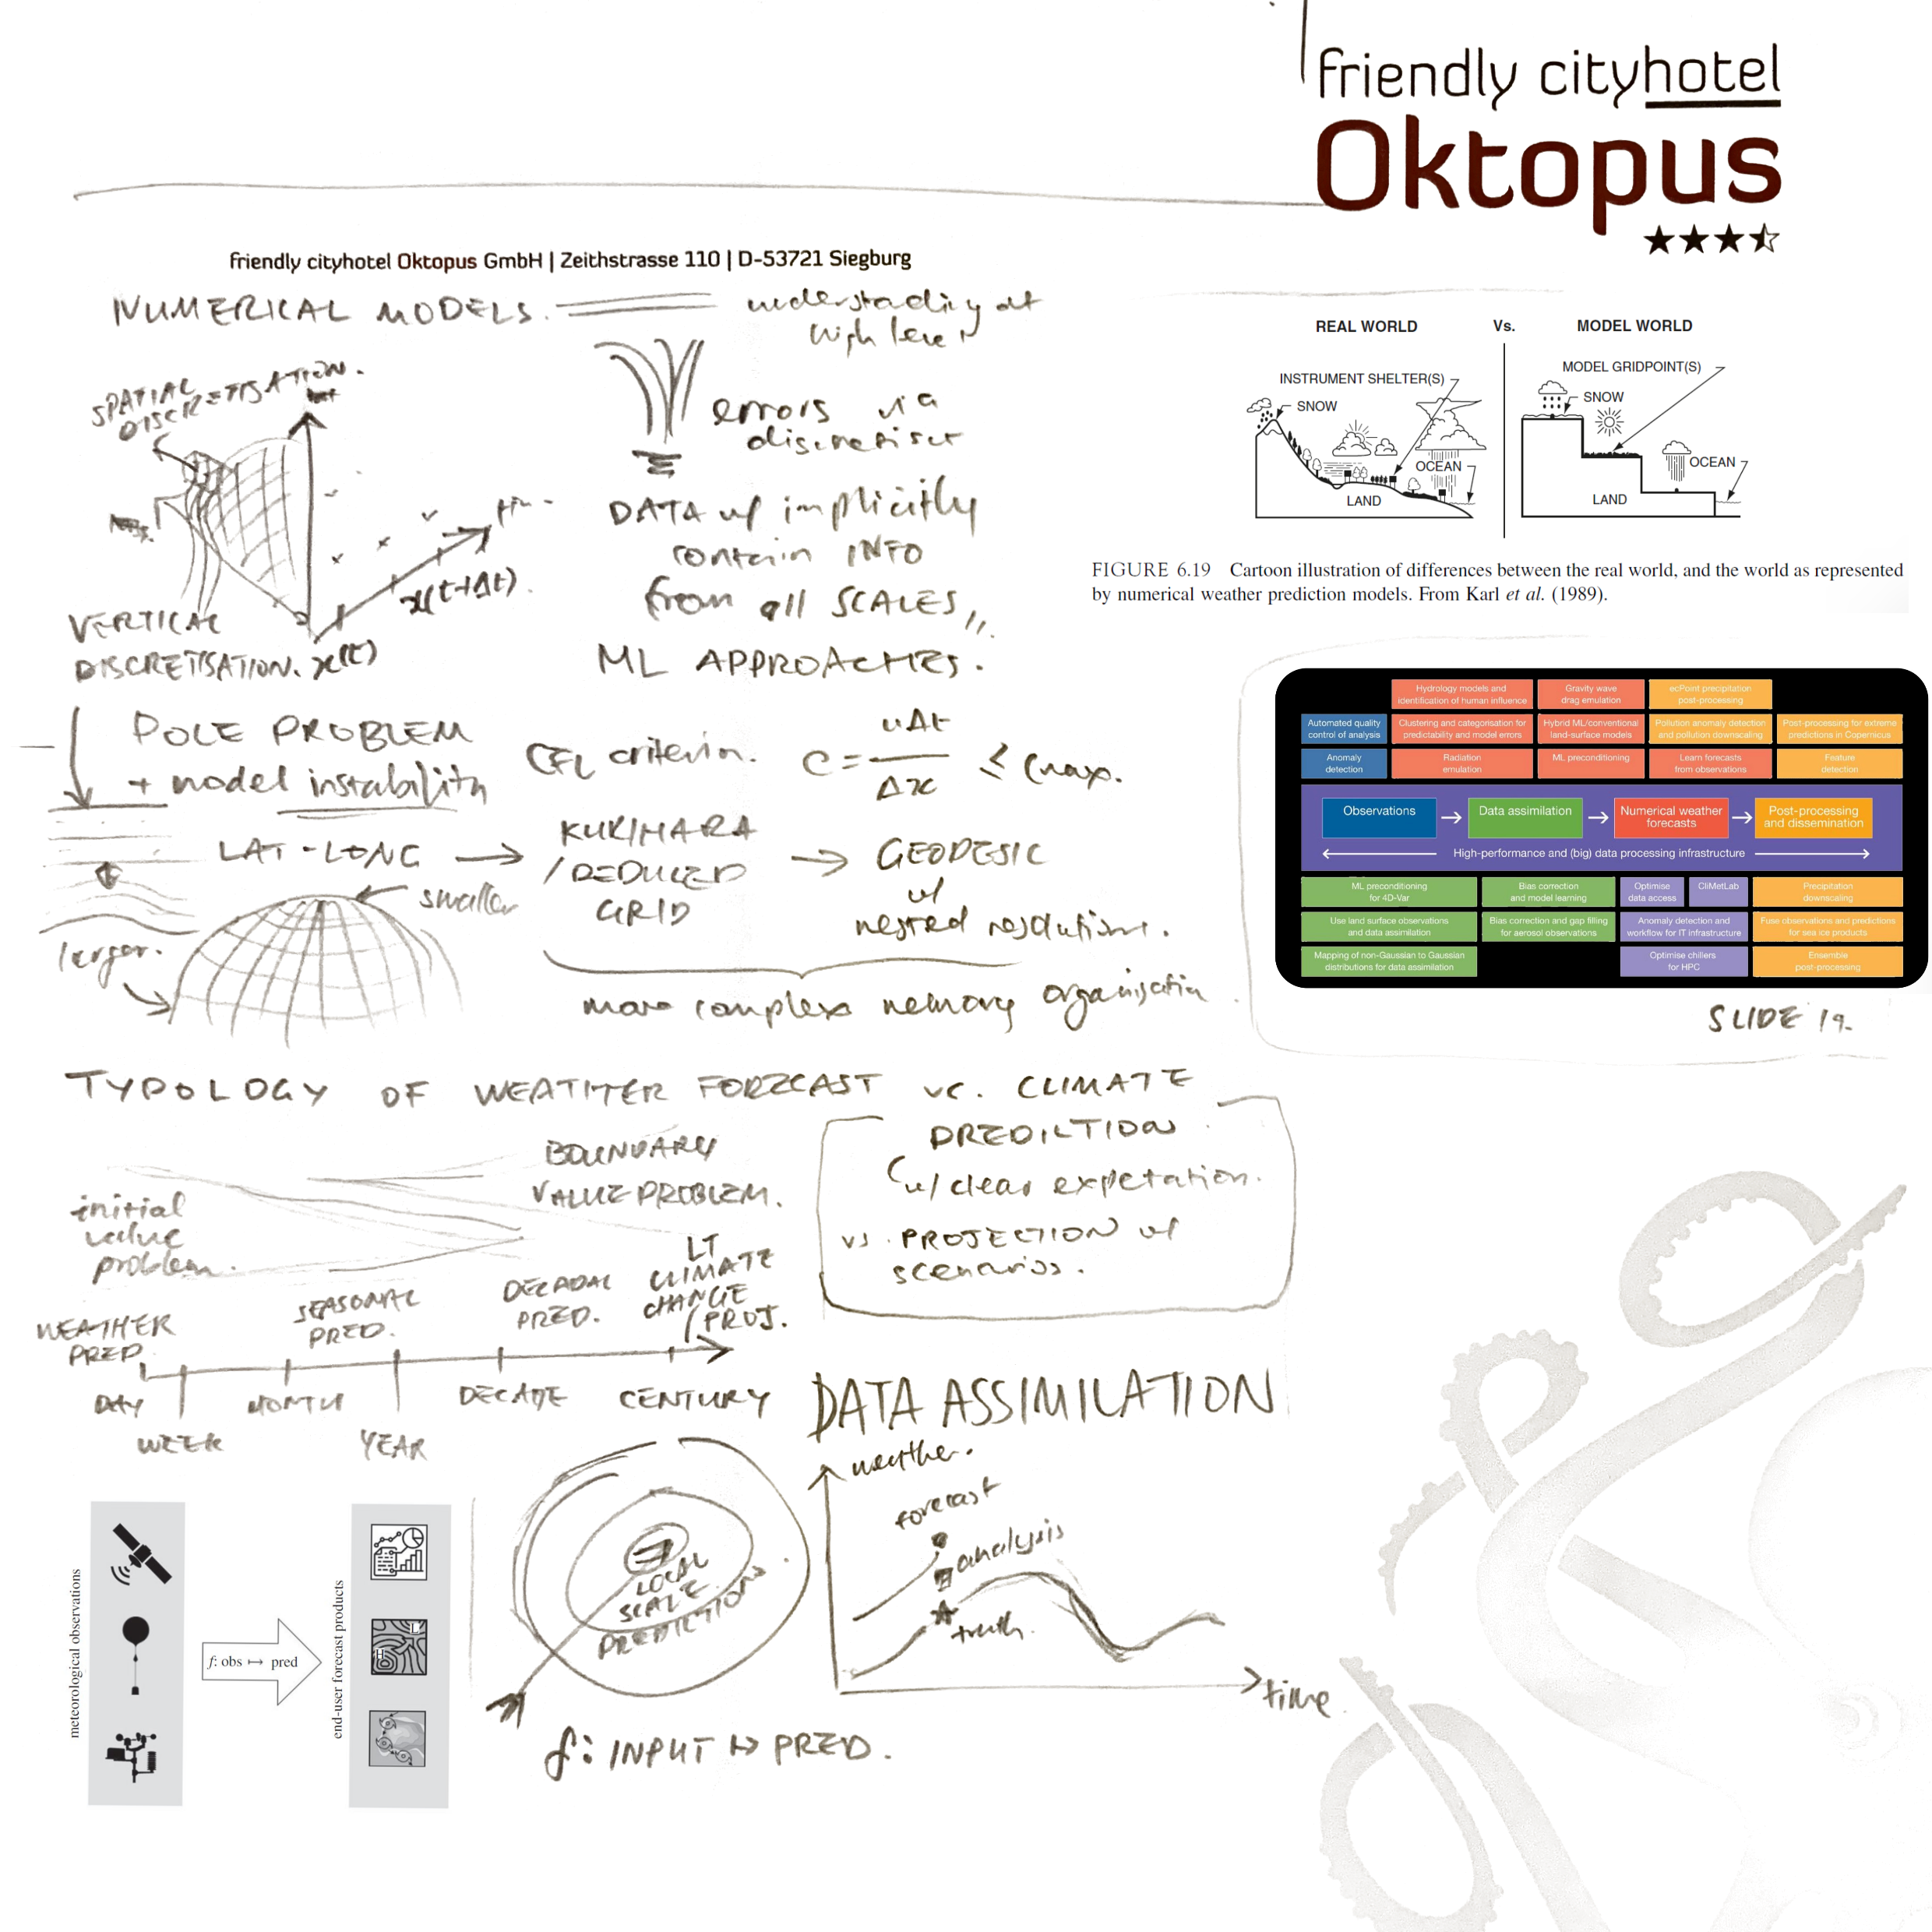 friendly cityhotel
Oktopus
friendly cityhotel Oktopus GmbH | Zeithstrasse 110 | D-53721 Siegburg
NUMERICAL MODELS.
understanding at
high level
SPATIAL
DISCRETISATION.
errors via
x(t+Δt)
VERTICAL
DISCRETISATION. x(t)
DATA w/ implicitly
contain INFO
from all SCALES
ML APPROACHES.
REAL WORLD Vs. MODEL WORLD
INSTRUMENT SHELTER(S)
SNOW
OCEAN
LAND
MODEL GRIDPOINT(S)
SNOW
OCEAN
LAND
FIGURE 6.19 Cartoon illustration of differences between the real world, and the world as represented
by numerical weather prediction models. From Karl et al. (1989).
POLE PROBLEM
+ model instability
CFL criterion. C = uΔt / Δx ≤ Cmax.
LAT-LONG
KURIHARA
/REDUCED
GRID
GEODESIC
w/
nested resolutions.
smaller
larger.
more complex memory organisation
Hydrology models and
identification of human influence
Gravity wave
drag emulation
ecPoint precipitation
post-processing
Automated quality
control of analysis
Clustering and categorisation for
predictability and model errors
Hybrid ML/conventional
land-surface models
Pollution anomaly detection
and pollution downscaling
Post-processing for extreme
predictions in Copernicus
Anomaly
detection
Radiation
emulation
ML preconditioning
Learn forecasts
from observations
Feature
detection
Observations
Data assimilation
Numerical weather
forecasts
Post-processing
and dissemination
High-performance and (big) data processing infrastructure
ML preconditioning
for 4D-Var
Bias correction
and model learning
Optimise
data access
CliMetLab
Precipitation
downscaling
Use land surface observations
and data assimilation
Bias correction and gap filling
for aerosol observations
Anomaly detection and
workflow for IT infrastructure
Fuse observations and predictions
for sea ice products
Mapping of non-Gaussian to Gaussian
distributions for data assimilation
Optimise chillers
for HPC
Ensemble
post-processing
SLIDE 19.
TYPOLOGY OF WEATHER FORECAST vs. CLIMATE
PREDICTION
w/ clear expetation.
vs. PROJECTION w/
scenarios.
BOUNDARY
VALUE PROBLEM.
initial
value
problem.
WEATHER
PRED
SEASONAL
PRED.
DECADAL
PRED.
LT
CLIMATE
CHANGE
/PROJ.
DAY
WEEK
MONTH
YEAR
DECADE
CENTURY
DATA ASSIMILATION
weather.
forecast
analysis
truth.
time.
meteorological observations
f: obs ↦ pred
end-user forecast products
H
L
LOCAL
SCALE
PREDICTIONS
f: INPUT ↦ PRED.